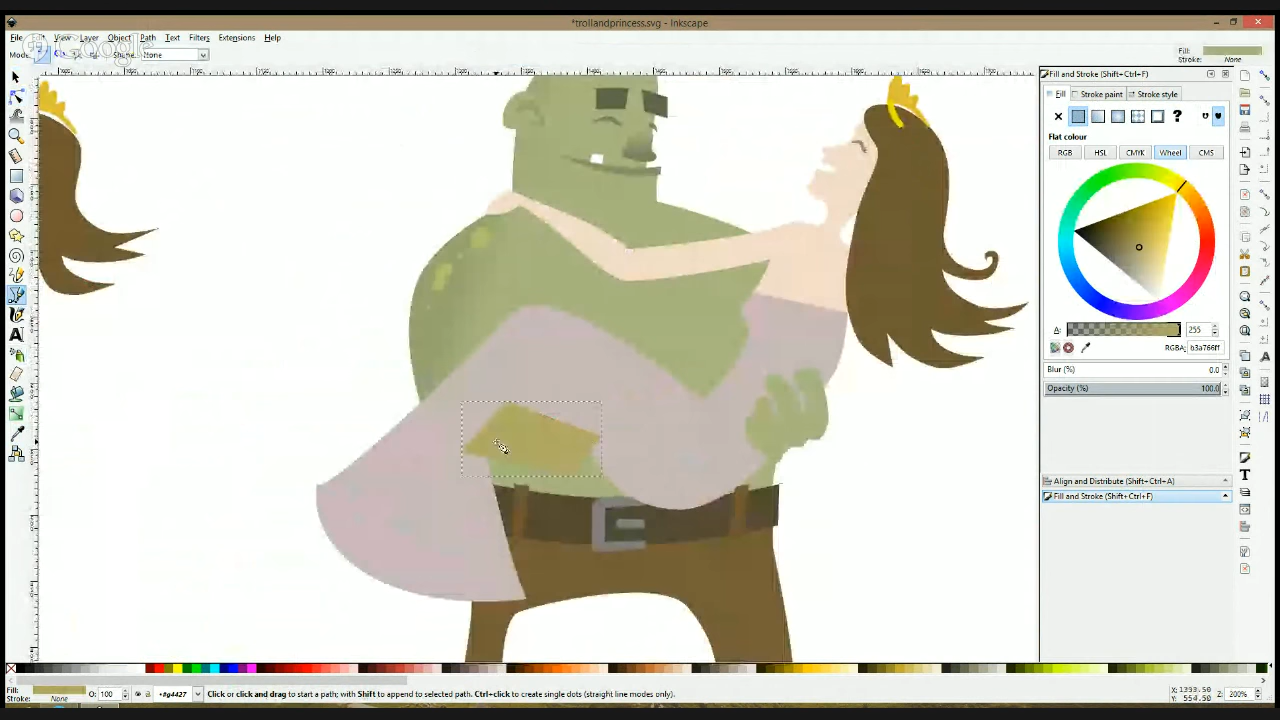 *trollandprincess.svg - Inkscape
File Edit View Layer Object Path Text Filters Extensions Help
Google
Mode: Shape: None
Fill:
Stroke: None
Fill and Stroke (Shift+Ctrl+F)
Fill Stroke paint Stroke style
?
Flat colour
RGB HSL CMYK Wheel CMS
A: 255
RGBA: b3a766ff
Blur (%) 0.0
Opacity (%) 100.0
Align and Distribute (Shift+Ctrl+A)
Fill and Stroke (Shift+Ctrl+F)
Fill:
Stroke: None
O: 100
•#g4427
Click or click and drag to start a path; with Shift to append to selected path. Ctrl+click to create single dots (straight line modes only).
X: 1333.50
Y: 554.50
Z: 200%